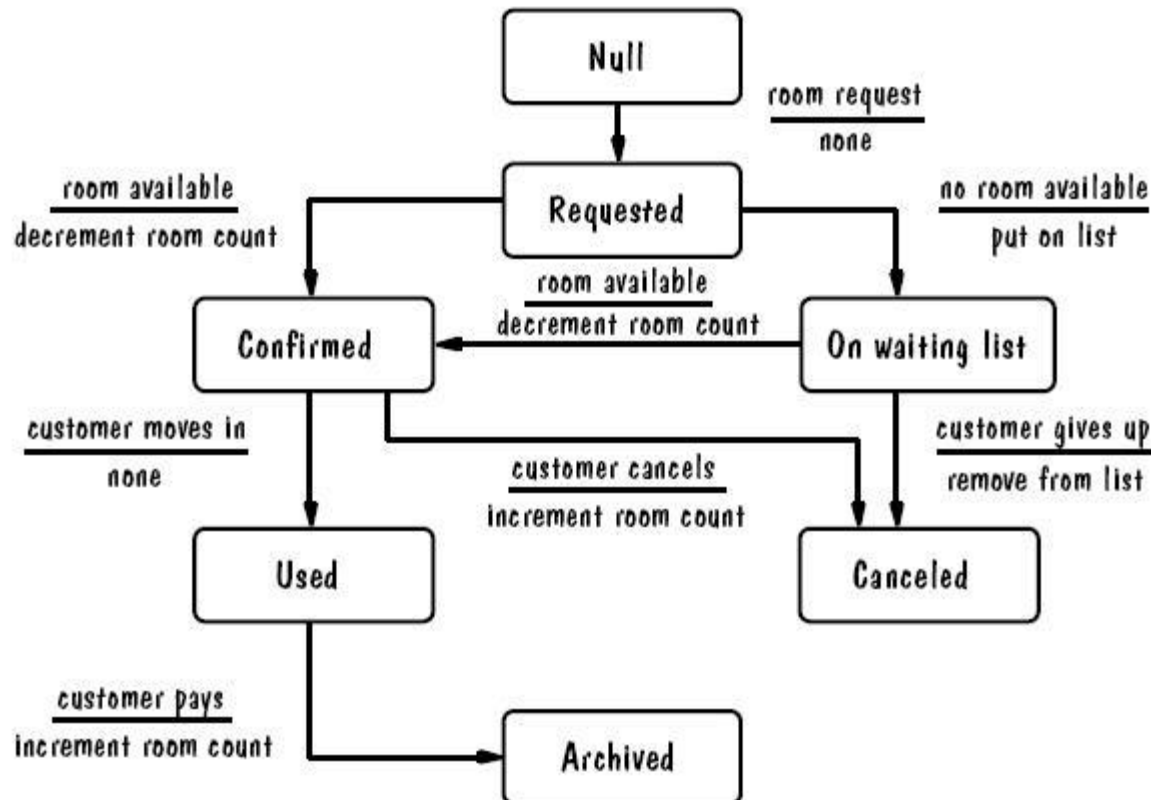 Null
room request
none
room available
decrement room count
Requested
no room available
put on list
room available
decrement room count
Confirmed
On waiting list
customer moves in
none
customer cancels
increment room count
customer gives up
remove from list
Used
Canceled
customer pays
increment room count
Archived